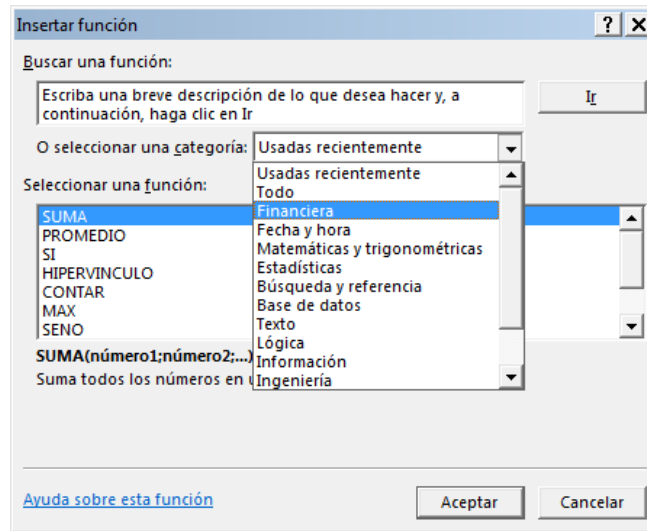 Insertar función
Buscar una función:
Escriba una breve descripción de lo que desea hacer y, a
continuación, haga clic en Ir
Ir
O seleccionar una categoría: Usadas recientemente
Usadas recientemente
Todo
Financiera
Fecha y hora
Matemáticas y trigonométricas
Estadísticas
Búsqueda y referencia
Base de datos
Texto
Lógica
Información
Ingeniería
Seleccionar una función:
SUMA
PROMEDIO
SI
HIPERVINCULO
CONTAR
MAX
SENO
SUMA(número1;número2;...)
Suma todos los números en
Ayuda sobre esta función
Aceptar
Cancelar